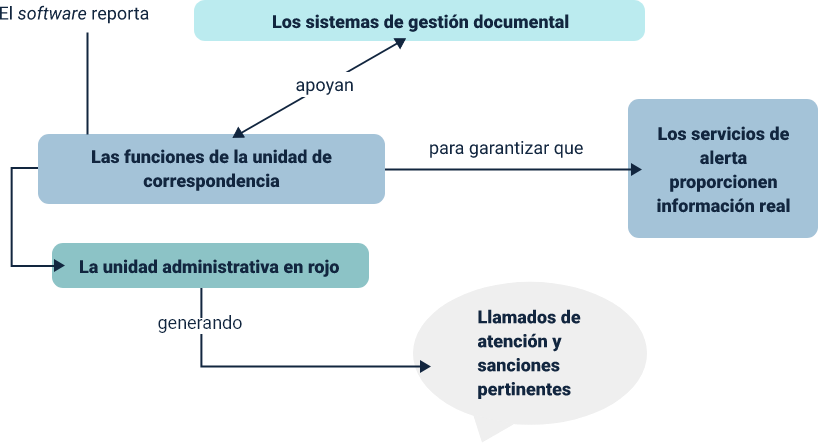 El software reporta
Los sistemas de gestión documental
apoyan
Las funciones de la unidad de
correspondencia
para garantizar que
Los servicios de
alerta
proporcionen
información real
La unidad administrativa en rojo
generando
Llamados de
atención y
sanciones
pertinentes